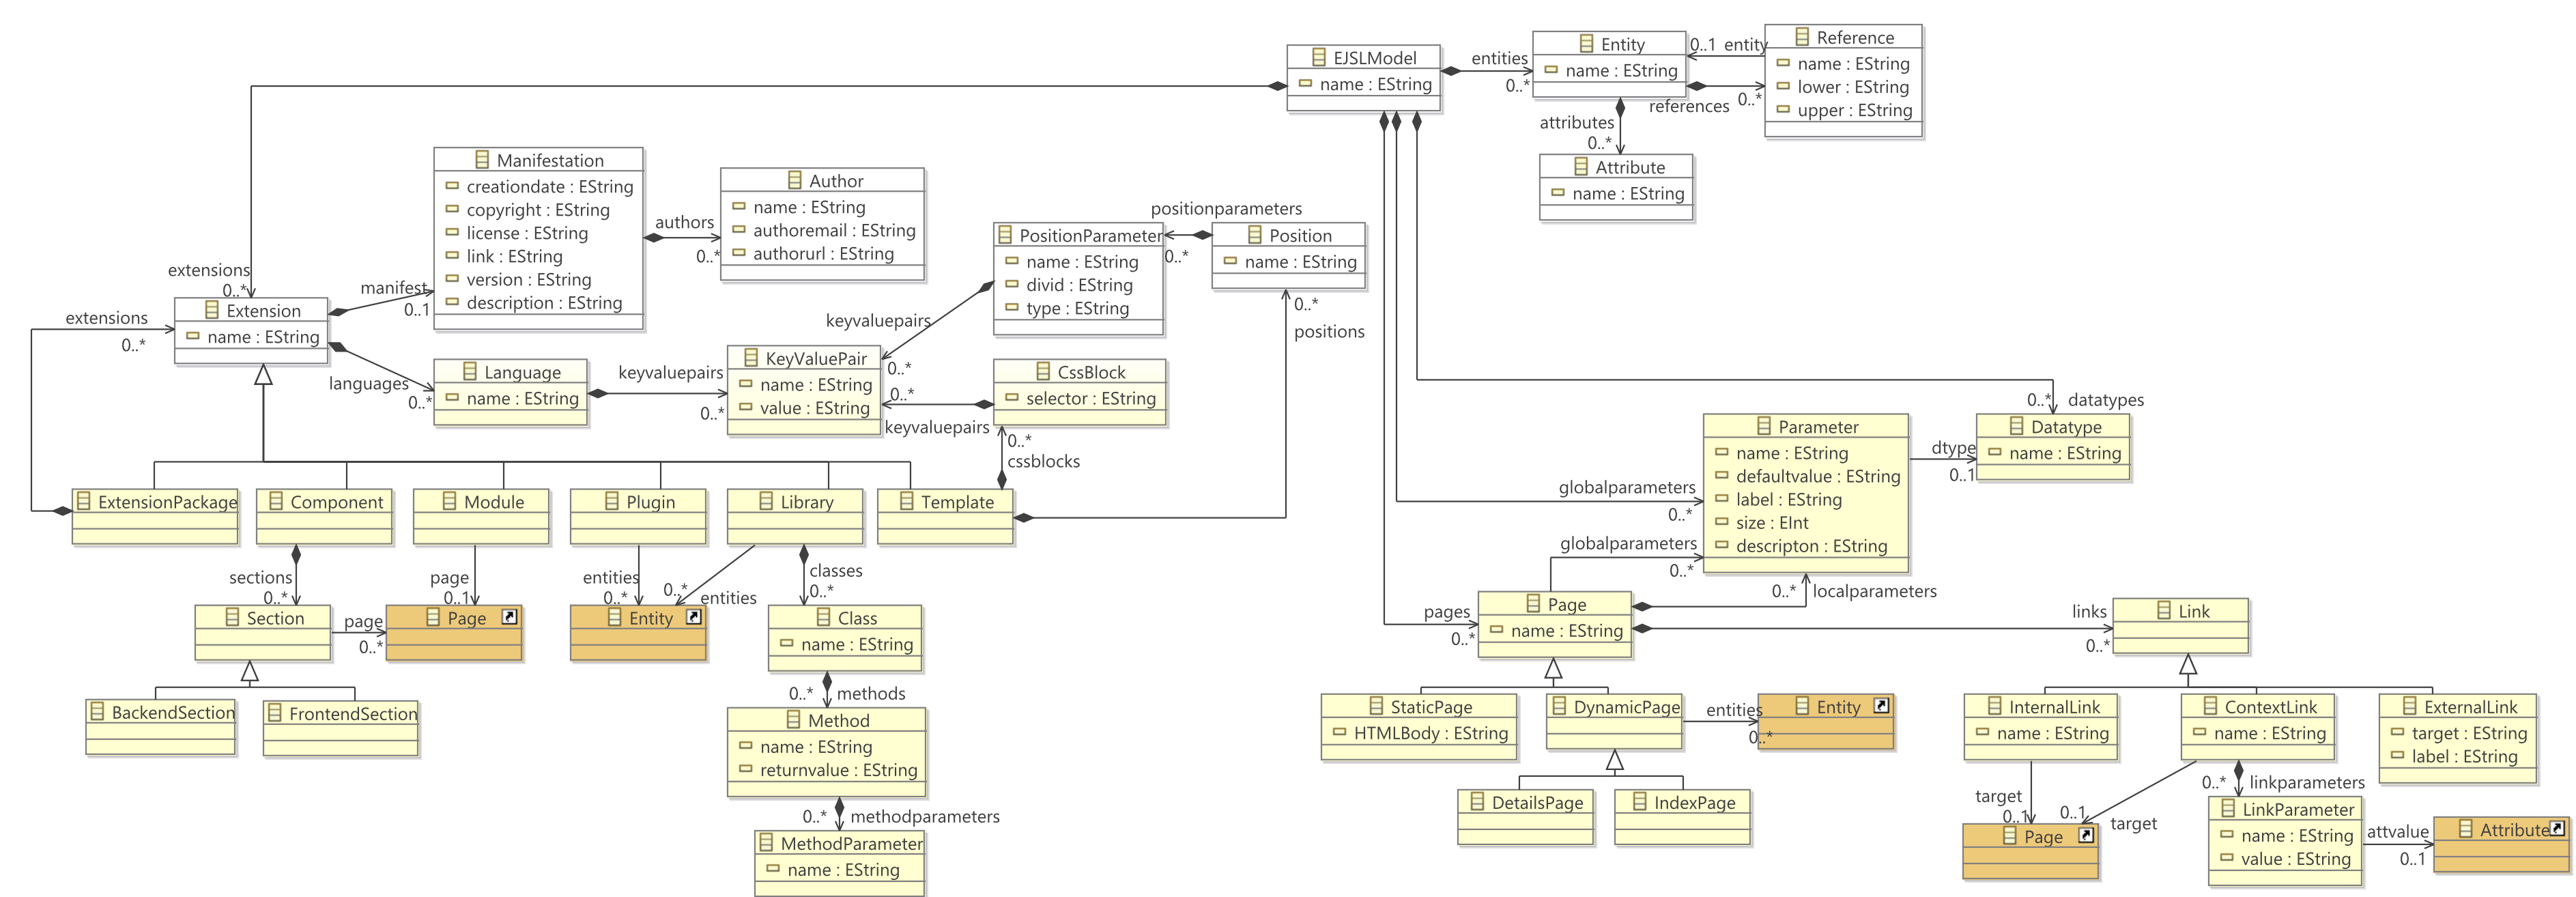 EJSLModel
name : EString
entities
0..*
Entity
name : EString
0..1 entity
references
0..*
Reference
name : EString
lower : EString
upper : EString
attributes
0..*
Attribute
name : EString
Manifestation
creationdate : EString
copyright : EString
license : EString
link : EString
version : EString
description : EString
authors
0..*
Author
name : EString
authoremail : EString
authorurl : EString
positionparameters
0..*
PositionParameter
name : EString
divid : EString
type : EString
Position
name : EString
0..*
positions
extensions
0..*
manifest
0..1
Extension
name : EString
extensions
0..*
languages
0..*
Language
name : EString
keyvaluepairs
0..*
KeyValuePair
name : EString
value : EString
keyvaluepairs
0..*
0..*
keyvaluepairs
CssBlock
selector : EString
0..*
cssblocks
ExtensionPackage
Component
Module
Plugin
Library
Template
sections
0..*
page
0..1
entities
0..*
0..*
entities
classes
0..*
Section
page
0..*
Page
Entity
Class
name : EString
BackendSection
FrontendSection
0..* methods
Method
name : EString
returnvalue : EString
0..* methodparameters
MethodParameter
name : EString
0..* datatypes
Parameter
name : EString
defaultvalue : EString
label : EString
size : EInt
descripton : EString
dtype
0..1
Datatype
name : EString
globalparameters
0..*
globalparameters
0..*
0..* localparameters
pages
0..*
Page
name : EString
links
0..*
Link
StaticPage
HTMLBody : EString
DynamicPage
entities
0..*
Entity
DetailsPage
IndexPage
InternalLink
name : EString
ContextLink
name : EString
ExternalLink
target : EString
label : EString
target
0..1
0..1
target
0..* linkparameters
LinkParameter
name : EString
value : EString
attvalue
0..1
Page
Attribute